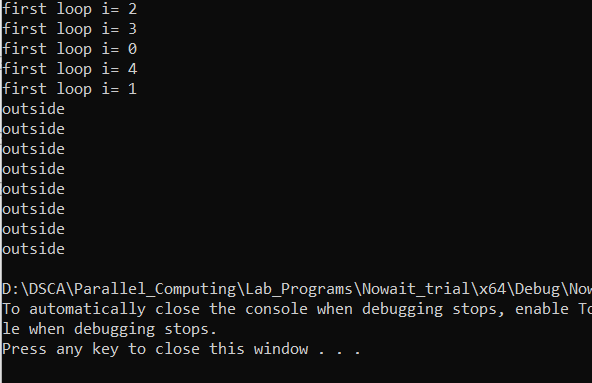 first loop i= 2
first loop i= 3
first loop i= 0
first loop i= 4
first loop i= 1
outside
outside
outside
outside
outside
outside
outside
outside
D:\DSCA\Parallel_Computing\Lab_Programs\Nowait_trial\x64\Debug\Now
To automatically close the console when debugging stops, enable To
le when debugging stops.
Press any key to close this window . . .